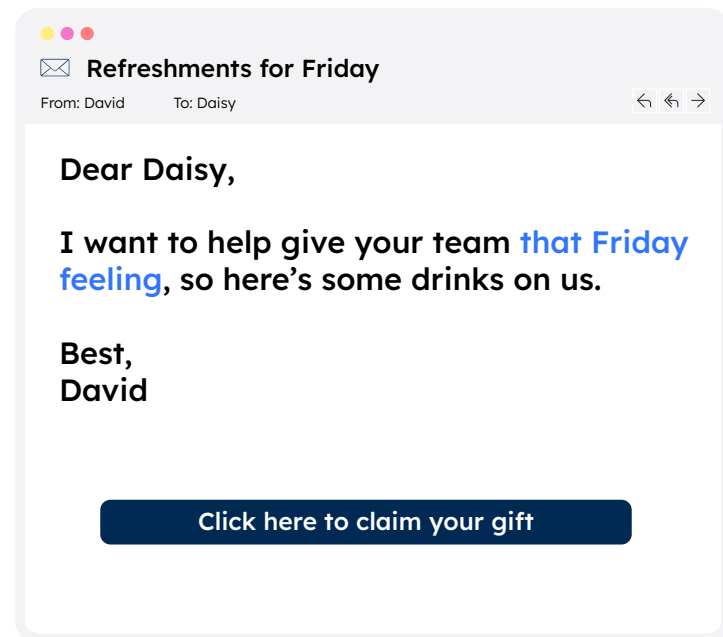 Refreshments for Friday
From: David To: Daisy
Dear Daisy,
I want to help give your team that Friday
feeling, so here’s some drinks on us.
Best,
David
Click here to claim your gift